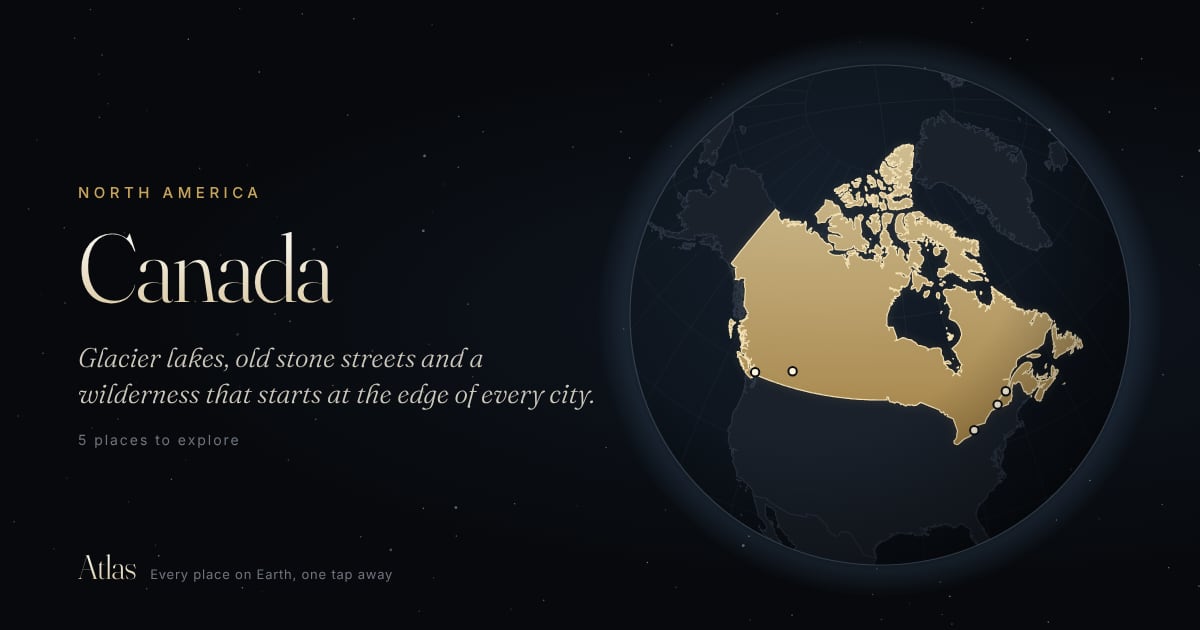 NORTH AMERICA
Canada
Glacier lakes, old stone streets and a
wilderness that starts at the edge of every city.
5 places to explore
Atlas
Every place on Earth, one tap away